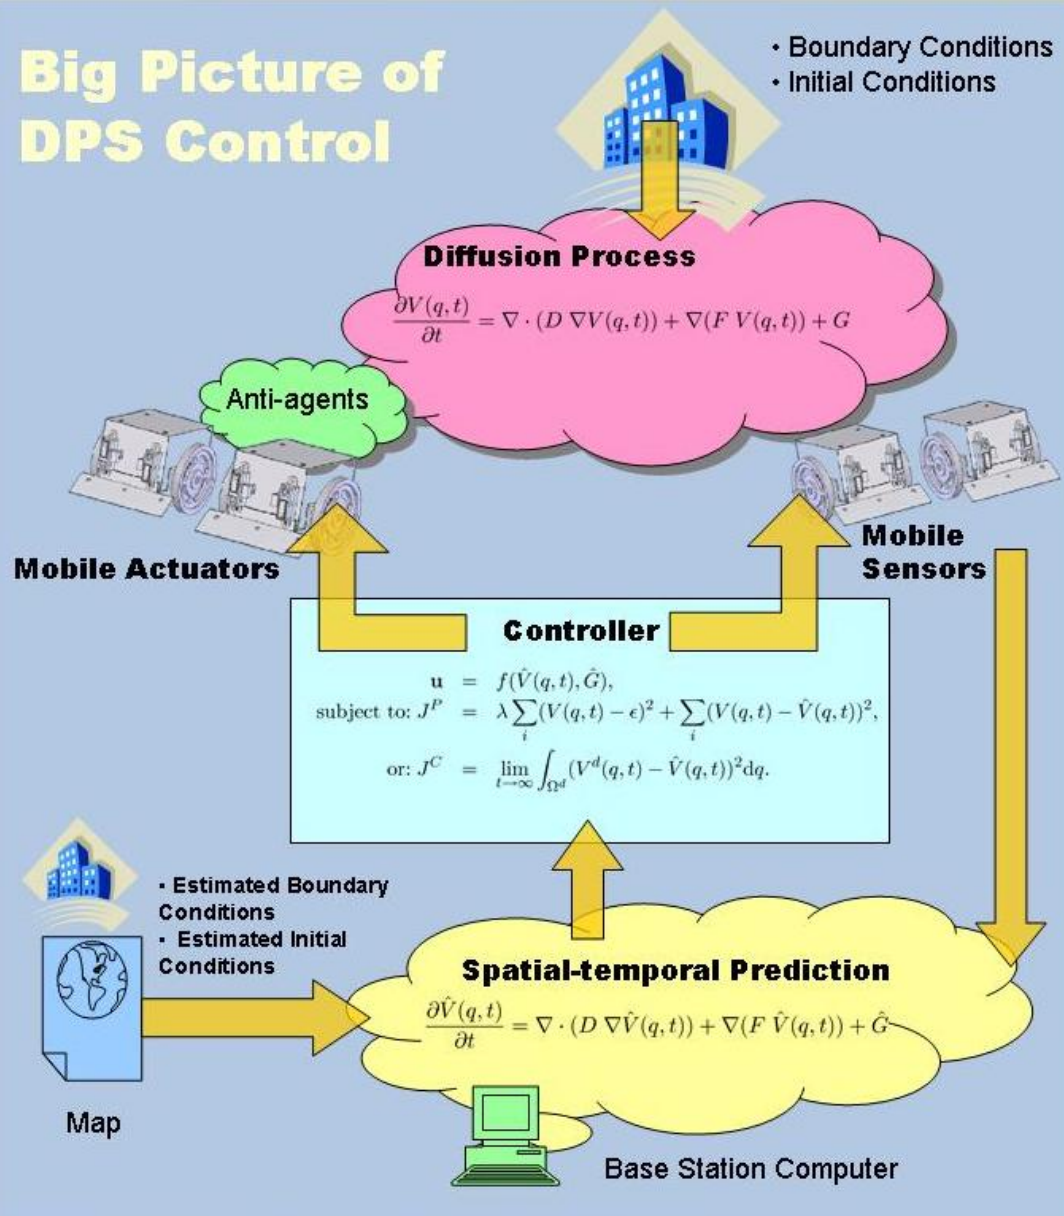 Big Picture of
DPS Control
• Boundary Conditions
• Initial Conditions
Diffusion Process
∂V(q,t)/∂t = ∇ · (D ∇V(q,t)) + ∇(F V(q,t)) + G
Anti-agents
Mobile Actuators
Mobile
Sensors
Controller
u = f(V̂(q,t), Ĝ),
subject to: J^P = λ∑_i (V(q,t) − ϵ)² + ∑_i (V(q,t) − V̂(q,t))²,
or: J^C = lim_{t→∞} ∫_{Ω^d} (V^d(q,t) − V̂(q,t))² dq.
• Estimated Boundary
Conditions
• Estimated Initial
Conditions
Spatial-temporal Prediction
∂V̂(q,t)/∂t = ∇ · (D ∇V̂(q,t)) + ∇(F V̂(q,t)) + Ĝ
Map
Base Station Computer